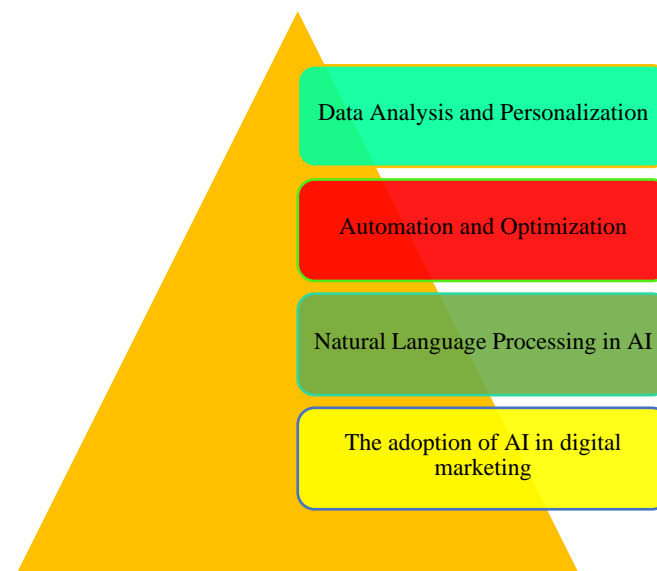 Data Analysis and Personalization
Automation and Optimization
Natural Language Processing in AI
The adoption of AI in digital
marketing